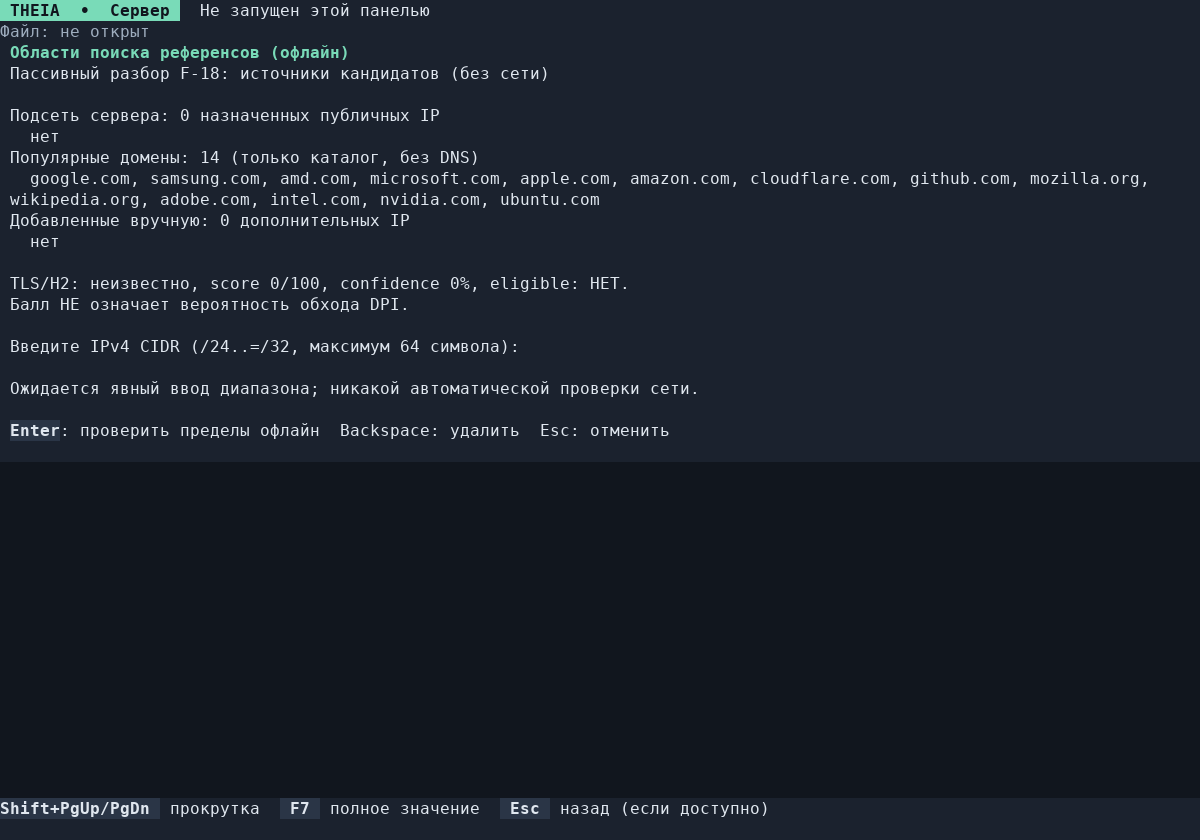 THEIA • Сервер Не запущен этой панелью
Файл: не открыт
Области поиска референсов (офлайн)
Пассивный разбор F-18: источники кандидатов (без сети)
Подсеть сервера: 0 назначенных публичных IP
нет
Популярные домены: 14 (только каталог, без DNS)
google.com, samsung.com, amd.com, microsoft.com, apple.com, amazon.com, cloudflare.com, github.com, mozilla.org,
wikipedia.org, adobe.com, intel.com, nvidia.com, ubuntu.com
Добавленные вручную: 0 дополнительных IP
нет
TLS/H2: неизвестно, score 0/100, confidence 0%, eligible: НЕТ.
Балл НЕ означает вероятность обхода DPI.
Введите IPv4 CIDR (/24..=/32, максимум 64 символа):
Ожидается явный ввод диапазона; никакой автоматической проверки сети.
Enter: проверить пределы офлайн Backspace: удалить Esc: отменить
Shift+PgUp/PgDn прокрутка F7 полное значение Esc назад (если доступно)